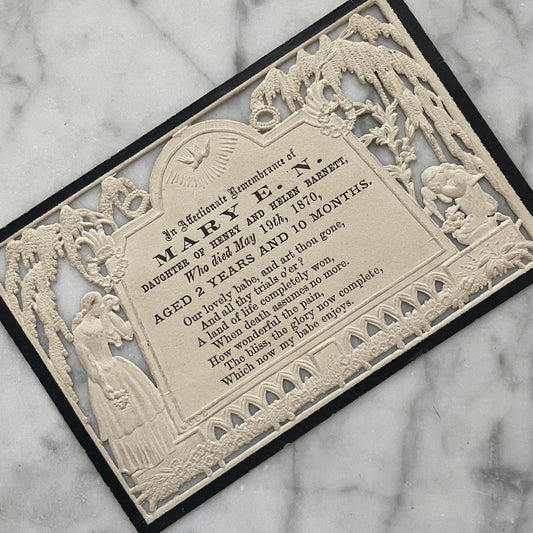 In Affectionate Remembrance of
MARY E. N.
DAUGHTER OF HENRY AND HELEN BARNETT,
Who died May 19th, 1870,
AGED 2 YEARS AND 10 MONTHS.
Our lovely babe, and art thou gone,
And all thy trials o'er?
A land of life completely won,
When death assumes no more.
How wonderful the pain,
The bliss, the glory now complete,
Which now my babe enjoys.